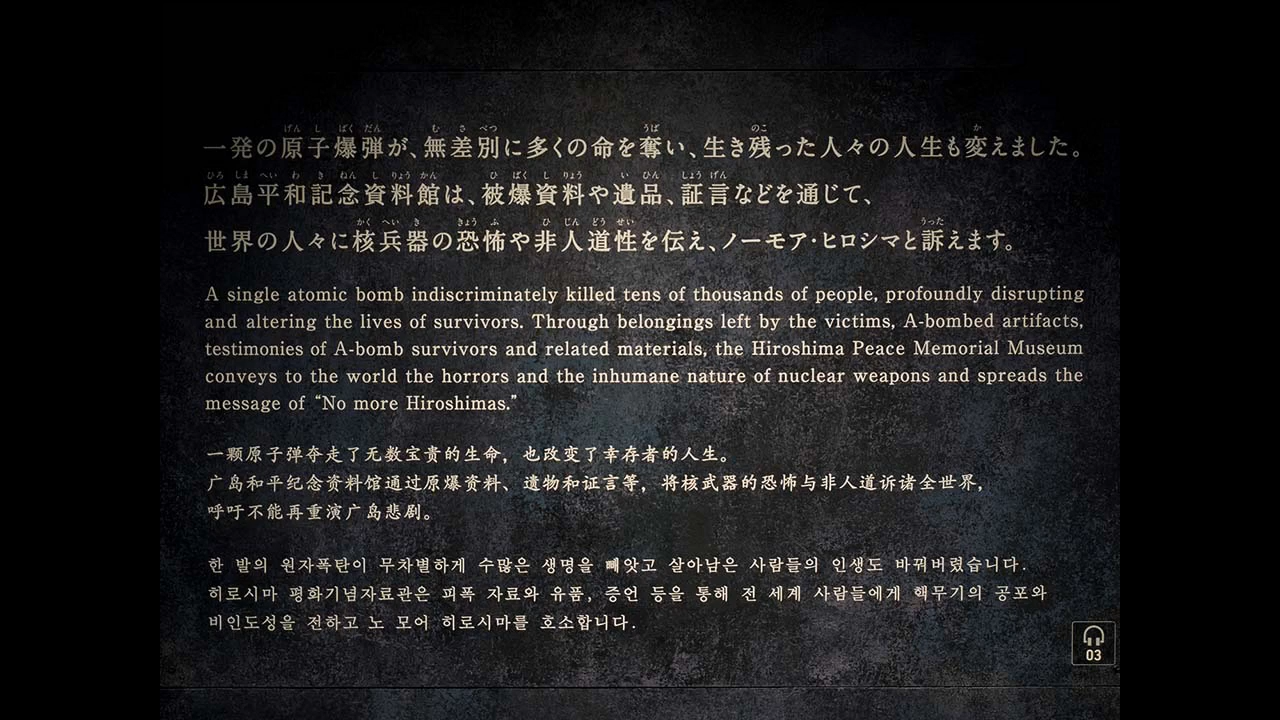 一発の原子爆弾が、無差別に多くの命を奪い、生き残った人々の人生も変えました。
広島平和記念資料館は、被爆資料や遺品、証言などを通じて、
世界の人々に核兵器の恐怖や非人道性を伝え、ノーモア・ヒロシマと訴えます。
A single atomic bomb indiscriminately killed tens of thousands of people, profoundly disrupting
and altering the lives of survivors. Through belongings left by the victims, A-bombed artifacts,
testimonies of A-bomb survivors and related materials, the Hiroshima Peace Memorial Museum
conveys to the world the horrors and the inhumane nature of nuclear weapons and spreads the
message of “No more Hiroshimas.”
一颗原子弹夺走了无数宝贵的生命，也改变了幸存者的人生。
广岛和平纪念资料馆通过原爆资料、遗物和证言等，将核武器的恐怖与非人道诉诸全世界，
呼吁不能再重演广岛悲剧。
한 발의 원자폭탄이 무차별하게 수많은 생명을 빼앗고 살아남은 사람들의 인생도 바꿔버렸습니다.
히로시마 평화기념자료관은 피폭 자료와 유품, 증언 등을 통해 전 세계 사람들에게 핵무기의 공포와
비인도성을 전하고 노 모어 히로시마를 호소합니다.
03